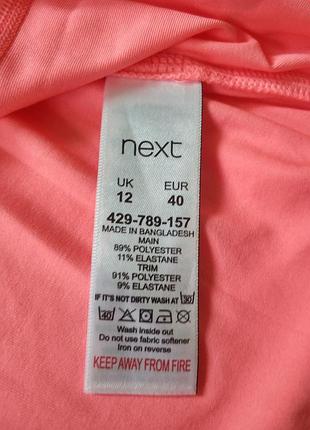 next
UK EUR
12 40
429-789-157
MADE IN BANGLADESH
MAIN
89% POLYESTER
11% ELASTANE
TRIM
91% POLYESTER
9% ELASTANE
IF IT'S NOT DIRTY WASH AT 30
40
Wash inside out
Do not use fabric softener
Iron on reverse
KEEP AWAY FROM FIRE